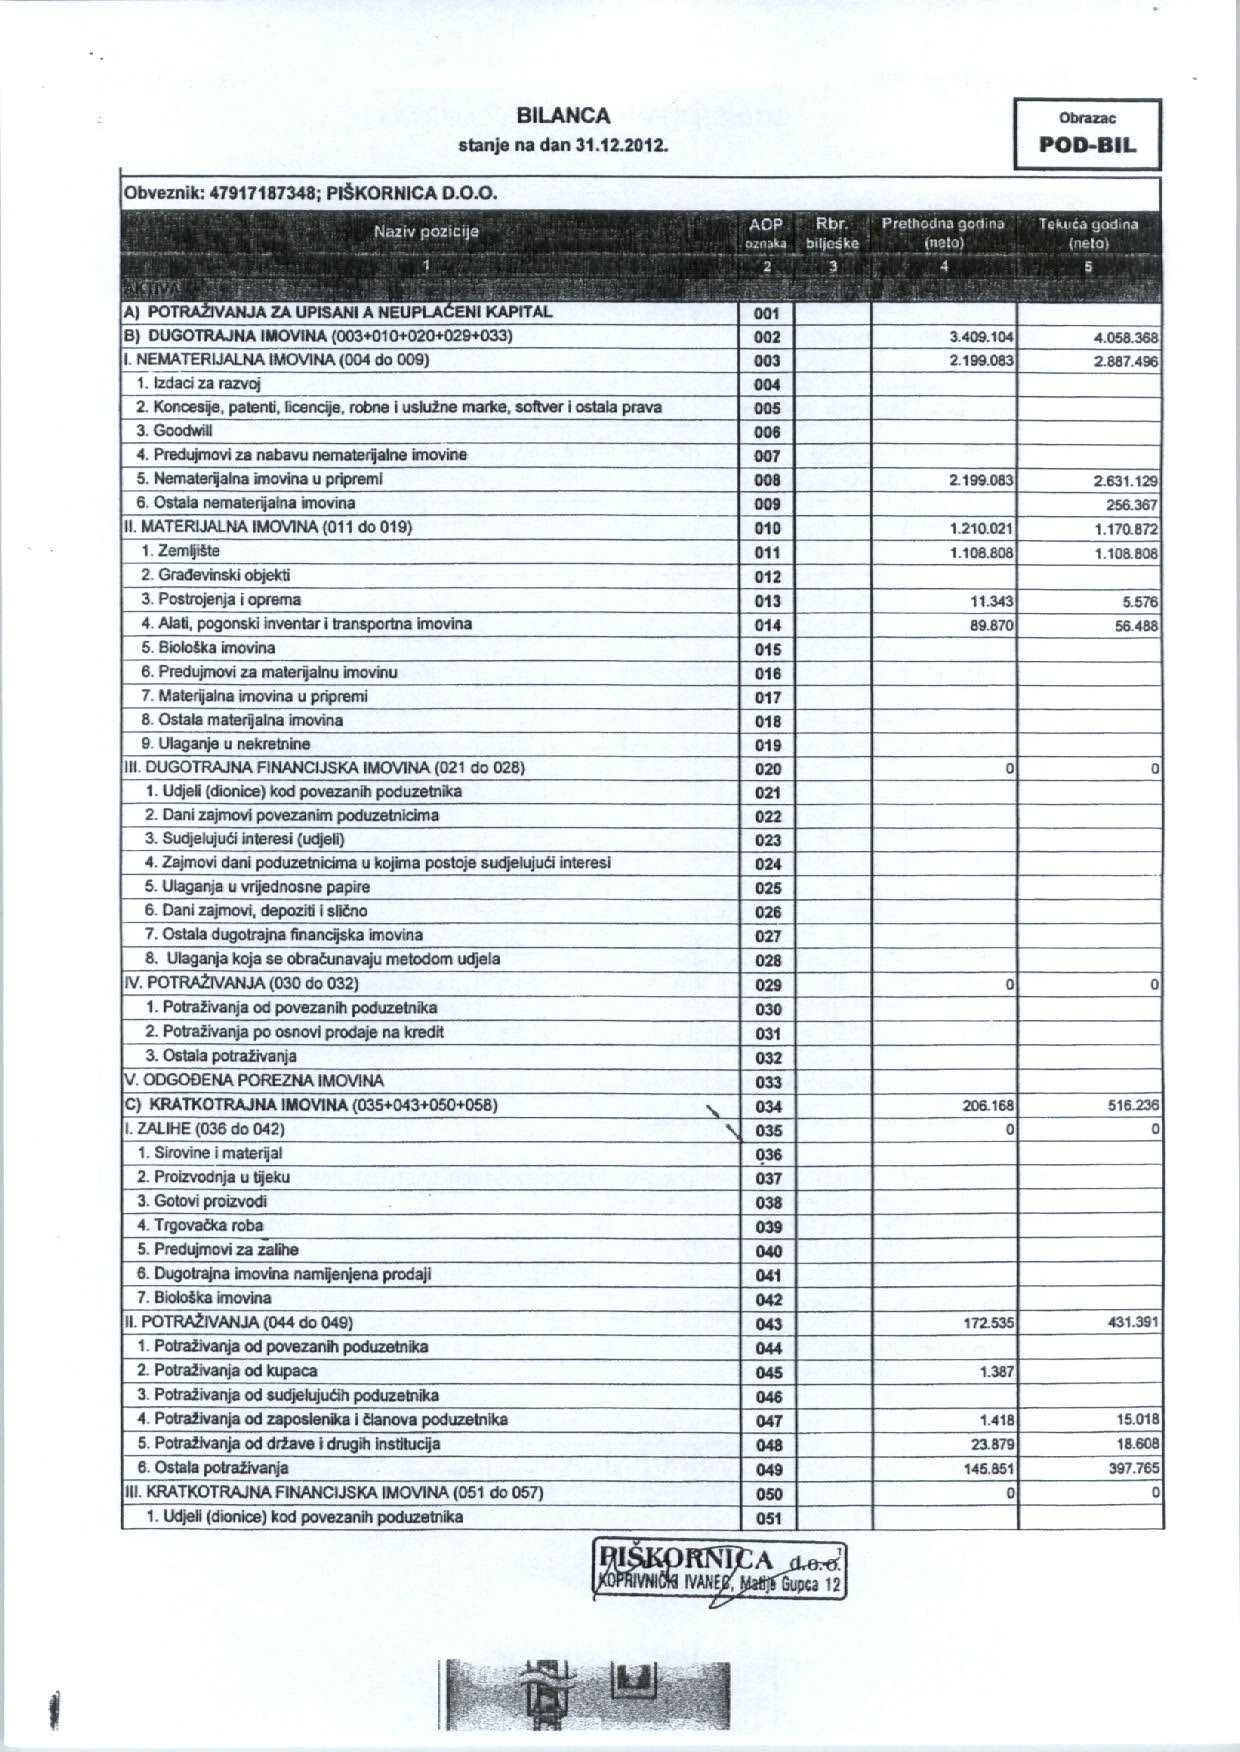 BILANCA
stanje na dan 31.12.2012.
Obrazac
POD-BIL
Obveznik: 47917187348; PIŠKORNICA D.O.O.
Naziv pozicije AOP oznaka Rbr. bilješke Prethodna godina (neto) Tekuća godina (neto)
1 2 3 4 5
AKTIVA
A) POTRAŽIVANJA ZA UPISANI A NEUPLAĆENI KAPITAL 001
B) DUGOTRAJNA IMOVINA (003+010+020+029+033) 002 3.409.104 4.058.368
I. NEMATERIJALNA IMOVINA (004 do 009) 003 2.199.083 2.887.496
1. Izdaci za razvoj 004
2. Koncesije, patenti, licencije, robne i uslužne marke, softver i ostala prava 005
3. Goodwill 006
4. Predujmovi za nabavu nematerijalne imovine 007
5. Nematerijalna imovina u pripremi 008 2.199.083 2.631.129
6. Ostala nematerijalna imovina 009 256.367
II. MATERIJALNA IMOVINA (011 do 019) 010 1.210.021 1.170.872
1. Zemljište 011 1.108.808 1.108.808
2. Građevinski objekti 012
3. Postrojenja i oprema 013 11.343 5.576
4. Alati, pogonski inventar i transportna imovina 014 89.870 56.488
5. Biološka imovina 015
6. Predujmovi za materijalnu imovinu 016
7. Materijalna imovina u pripremi 017
8. Ostala materijalna imovina 018
9. Ulaganje u nekretnine 019
III. DUGOTRAJNA FINANCIJSKA IMOVINA (021 do 028) 020 0 0
1. Udjeli (dionice) kod povezanih poduzetnika 021
2. Dani zajmovi povezanim poduzetnicima 022
3. Sudjelujući interesi (udjeli) 023
4. Zajmovi dani poduzetnicima u kojima postoje sudjelujući interesi 024
5. Ulaganja u vrijednosne papire 025
6. Dani zajmovi, depoziti i slično 026
7. Ostala dugotrajna financijska imovina 027
8. Ulaganja koja se obračunavaju metodom udjela 028
IV. POTRAŽIVANJA (030 do 032) 029 0 0
1. Potraživanja od povezanih poduzetnika 030
2. Potraživanja po osnovi prodaje na kredit 031
3. Ostala potraživanja 032
V. ODGOĐENA POREZNA IMOVINA 033
C) KRATKOTRAJNA IMOVINA (035+043+050+058) 034 206.168 516.236
I. ZALIHE (036 do 042) 035 0 0
1. Sirovine i materijal 036
2. Proizvodnja u tijeku 037
3. Gotovi proizvodi 038
4. Trgovačka roba 039
5. Predujmovi za zalihe 040
6. Dugotrajna imovina namijenjena prodaji 041
7. Biološka imovina 042
II. POTRAŽIVANJA (044 do 049) 043 172.535 431.391
1. Potraživanja od povezanih poduzetnika 044
2. Potraživanja od kupaca 045 1.387
3. Potraživanja od sudjelujućih poduzetnika 046
4. Potraživanja od zaposlenika i članova poduzetnika 047 1.418 15.018
5. Potraživanja od države i drugih institucija 048 23.879 18.608
6. Ostala potraživanja 049 145.851 397.765
III. KRATKOTRAJNA FINANCIJSKA IMOVINA (051 do 057) 050 0 0
1. Udjeli (dionice) kod povezanih poduzetnika 051
PIŠKORNICA d.o.o.
KOPRIVNIČKI IVANEC, Matije Gupca 12